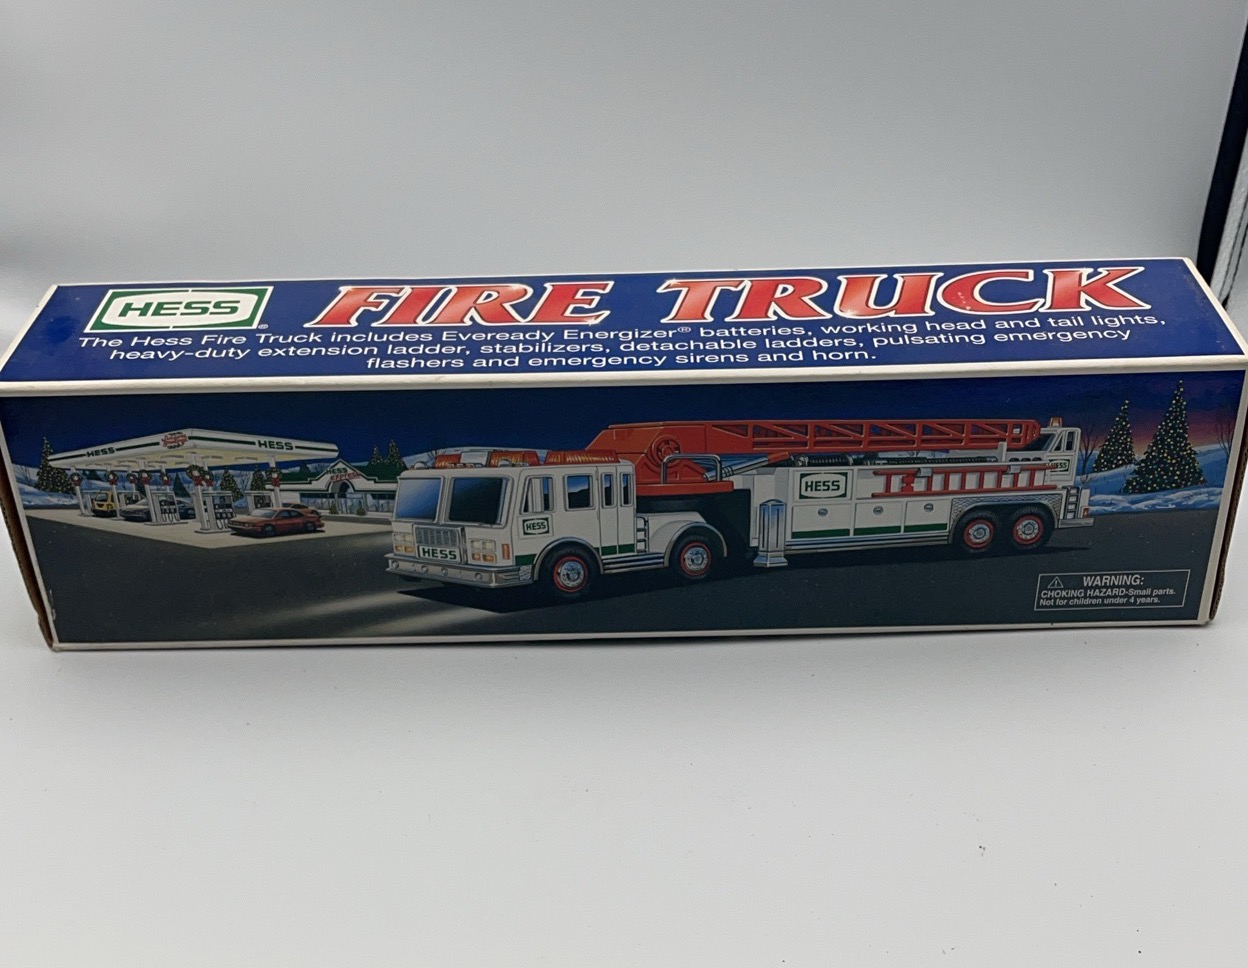 HESS®
FIRE TRUCK
The Hess Fire Truck includes Eveready Energizer® batteries, working head and tail lights,
heavy-duty extension ladder, stabilizers, detachable ladders, pulsating emergency
flashers and emergency sirens and horn.
HESS
HESS
HESS
HESS
HESS
HESS
HESS
HESS
⚠ WARNING:
CHOKING HAZARD-Small parts.
Not for children under 4 years.